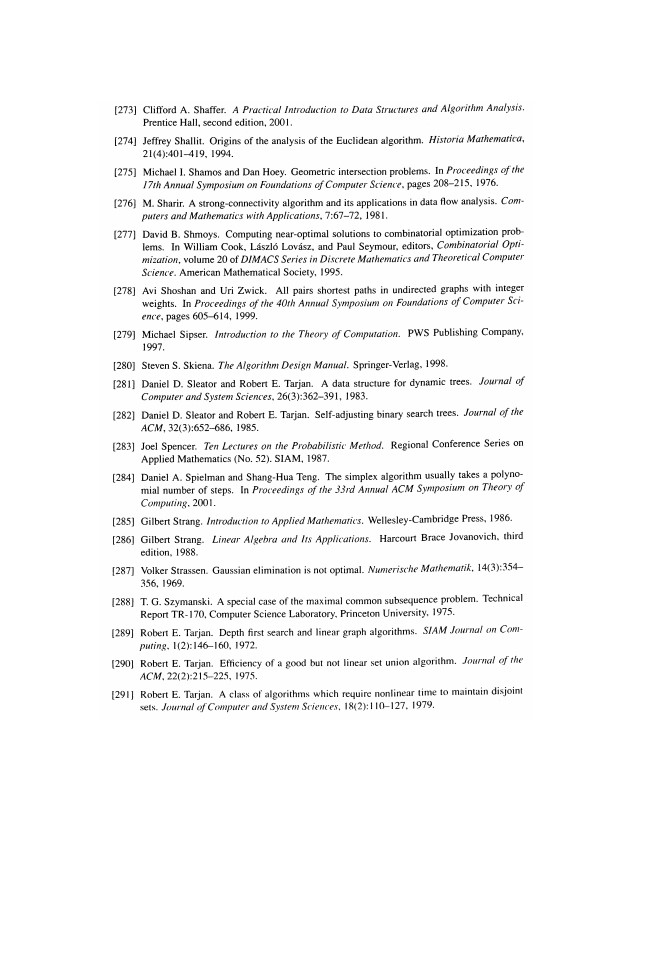 [273] Clifford A. Shaffer. A Practical Introduction to Data Structures and Algorithm Analysis.
Prentice Hall, second edition, 2001.
[274] Jeffrey Shallit. Origins of the analysis of the Euclidean algorithm. Historia Mathematica,
21(4):401–419, 1994.
[275] Michael I. Shamos and Dan Hoey. Geometric intersection problems. In Proceedings of the
17th Annual Symposium on Foundations of Computer Science, pages 208–215, 1976.
[276] M. Sharir. A strong-connectivity algorithm and its applications in data flow analysis. Com-
puters and Mathematics with Applications, 7:67–72, 1981.
[277] David B. Shmoys. Computing near-optimal solutions to combinatorial optimization prob-
lems. In William Cook, László Lovász, and Paul Seymour, editors, Combinatorial Opti-
mization, volume 20 of DIMACS Series in Discrete Mathematics and Theoretical Computer
Science. American Mathematical Society, 1995.
[278] Avi Shoshan and Uri Zwick. All pairs shortest paths in undirected graphs with integer
weights. In Proceedings of the 40th Annual Symposium on Foundations of Computer Sci-
ence, pages 605–614, 1999.
[279] Michael Sipser. Introduction to the Theory of Computation. PWS Publishing Company,
1997.
[280] Steven S. Skiena. The Algorithm Design Manual. Springer-Verlag, 1998.
[281] Daniel D. Sleator and Robert E. Tarjan. A data structure for dynamic trees. Journal of
Computer and System Sciences, 26(3):362–391, 1983.
[282] Daniel D. Sleator and Robert E. Tarjan. Self-adjusting binary search trees. Journal of the
ACM, 32(3):652–686, 1985.
[283] Joel Spencer. Ten Lectures on the Probabilistic Method. Regional Conference Series on
Applied Mathematics (No. 52). SIAM, 1987.
[284] Daniel A. Spielman and Shang-Hua Teng. The simplex algorithm usually takes a polyno-
mial number of steps. In Proceedings of the 33rd Annual ACM Symposium on Theory of
Computing, 2001.
[285] Gilbert Strang. Introduction to Applied Mathematics. Wellesley-Cambridge Press, 1986.
[286] Gilbert Strang. Linear Algebra and Its Applications. Harcourt Brace Jovanovich, third
edition, 1988.
[287] Volker Strassen. Gaussian elimination is not optimal. Numerische Mathematik, 14(3):354–
356, 1969.
[288] T. G. Szymanski. A special case of the maximal common subsequence problem. Technical
Report TR-170, Computer Science Laboratory, Princeton University, 1975.
[289] Robert E. Tarjan. Depth first search and linear graph algorithms. SIAM Journal on Com-
puting, 1(2):146–160, 1972.
[290] Robert E. Tarjan. Efficiency of a good but not linear set union algorithm. Journal of the
ACM, 22(2):215–225, 1975.
[291] Robert E. Tarjan. A class of algorithms which require nonlinear time to maintain disjoint
sets. Journal of Computer and System Sciences, 18(2):110–127, 1979.